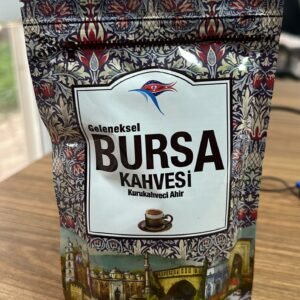 Geleneksel
BURSA
KAHVESİ
Kurukahveci Ahir